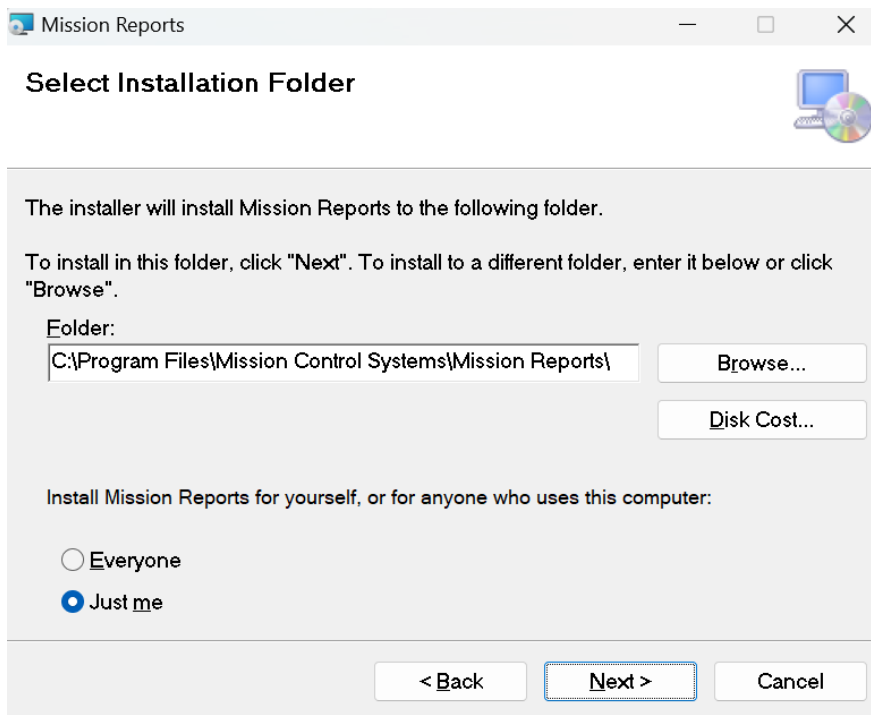 Mission Reports
Select Installation Folder
The installer will install Mission Reports to the following folder.
To install in this folder, click "Next". To install to a different folder, enter it below or click
"Browse".
Folder:
C:\Program Files\Mission Control Systems\Mission Reports\
Browse...
Disk Cost...
Install Mission Reports for yourself, or for anyone who uses this computer:
Everyone
Just me
< Back
Next >
Cancel